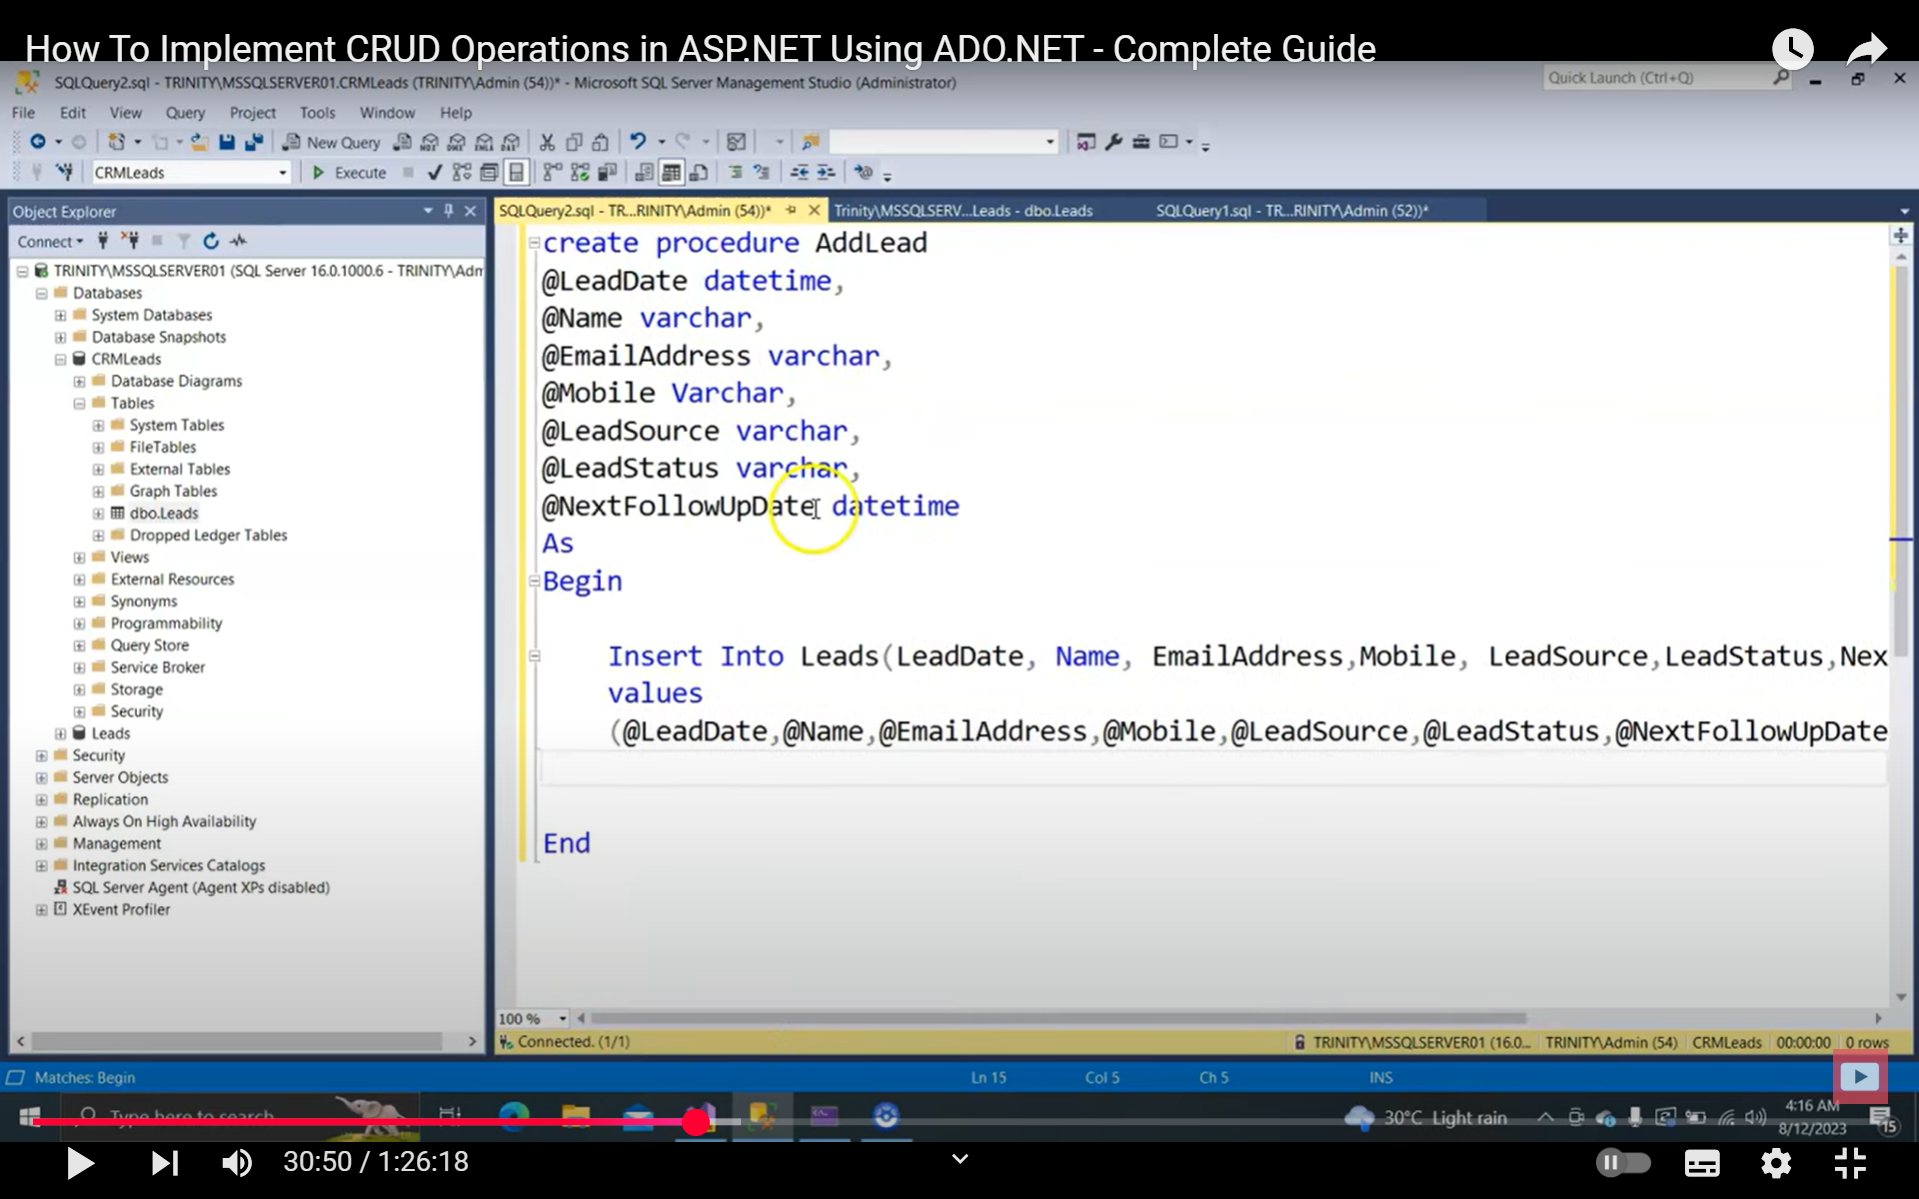 How To Implement CRUD Operations in ASP.NET Using ADO.NET - Complete Guide
SQLQuery2.sql - TRINITY\MSSQLSERVER01.CRMLeads (TRINITY\Admin (54))* - Microsoft SQL Server Management Studio (Administrator)
Quick Launch (Ctrl+Q)
File Edit View Query Project Tools Window Help
New Query
CRMLeads
Execute
Object Explorer
SQLQuery2.sql - TR...RINITY\Admin (54))*
Trinity\MSSQLSERV...Leads - dbo.Leads
SQLQuery1.sql - TR...RINITY\Admin (52))*
Connect
TRINITY\MSSQLSERVER01 (SQL Server 16.0.1000.6 - TRINITY\Adm
Databases
System Databases
Database Snapshots
CRMLeads
Database Diagrams
Tables
System Tables
FileTables
External Tables
Graph Tables
dbo.Leads
Dropped Ledger Tables
Views
External Resources
Synonyms
Programmability
Query Store
Service Broker
Storage
Security
Leads
Security
Server Objects
Replication
Always On High Availability
Management
Integration Services Catalogs
SQL Server Agent (Agent XPs disabled)
XEvent Profiler
create procedure AddLead
@LeadDate datetime,
@Name varchar,
@EmailAddress varchar,
@Mobile Varchar,
@LeadSource varchar,
@LeadStatus varchar,
@NextFollowUpDate datetime
As
Begin
Insert Into Leads(LeadDate, Name, EmailAddress,Mobile, LeadSource,LeadStatus,Nex
values
(@LeadDate,@Name,@EmailAddress,@Mobile,@LeadSource,@LeadStatus,@NextFollowUpDate
End
100 %
Connected. (1/1)
TRINITY\MSSQLSERVER01 (16.0... TRINITY\Admin (54) CRMLeads 00:00:00 0 rows
Matches: Begin
Ln 15 Col 5 Ch 5 INS
Type here to search
30°C Light rain
4:16 AM
8/12/2023
15
30:50 / 1:26:18